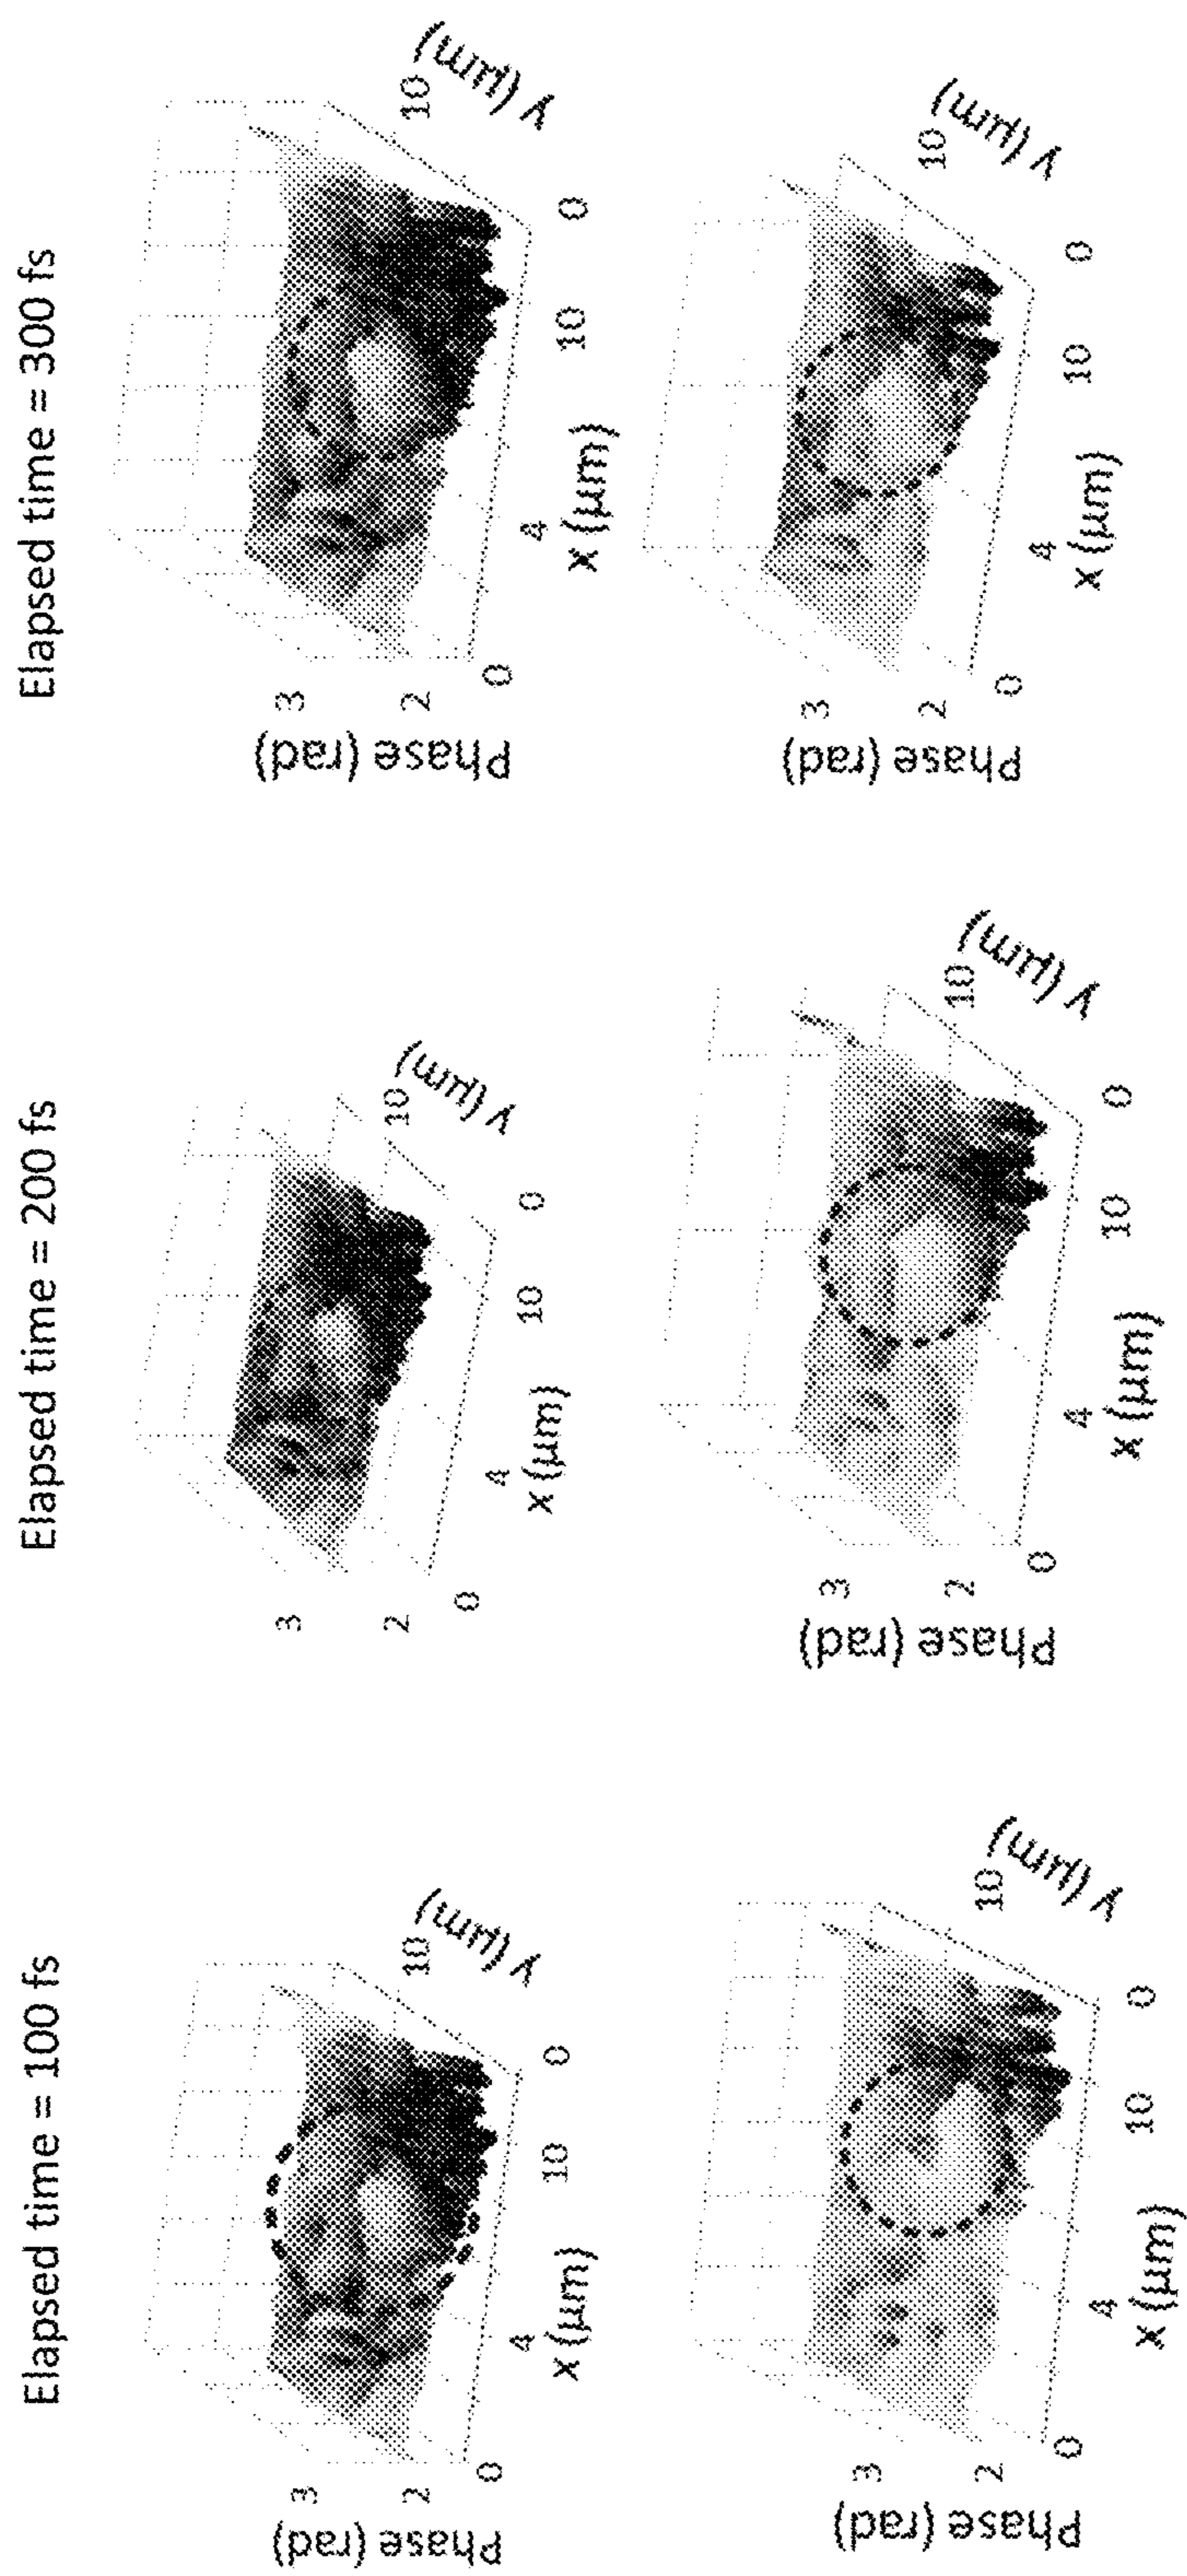 Elapsed time = 100 fs
Elapsed time = 200 fs
Elapsed time = 300 fs
Phase (rad)
3
2
0
4
x (μm)
10
0
10
y (μm)
3
2
0
4
x (μm)
10
0
10
y (μm)
Phase (rad)
3
2
0
4
x (μm)
10
0
10
y (μm)
Phase (rad)
3
2
0
4
x (μm)
10
0
10
y (μm)
Phase (rad)
3
2
0
4
x (μm)
10
0
10
y (μm)
Phase (rad)
3
2
0
4
x (μm)
10
0
10
y (μm)